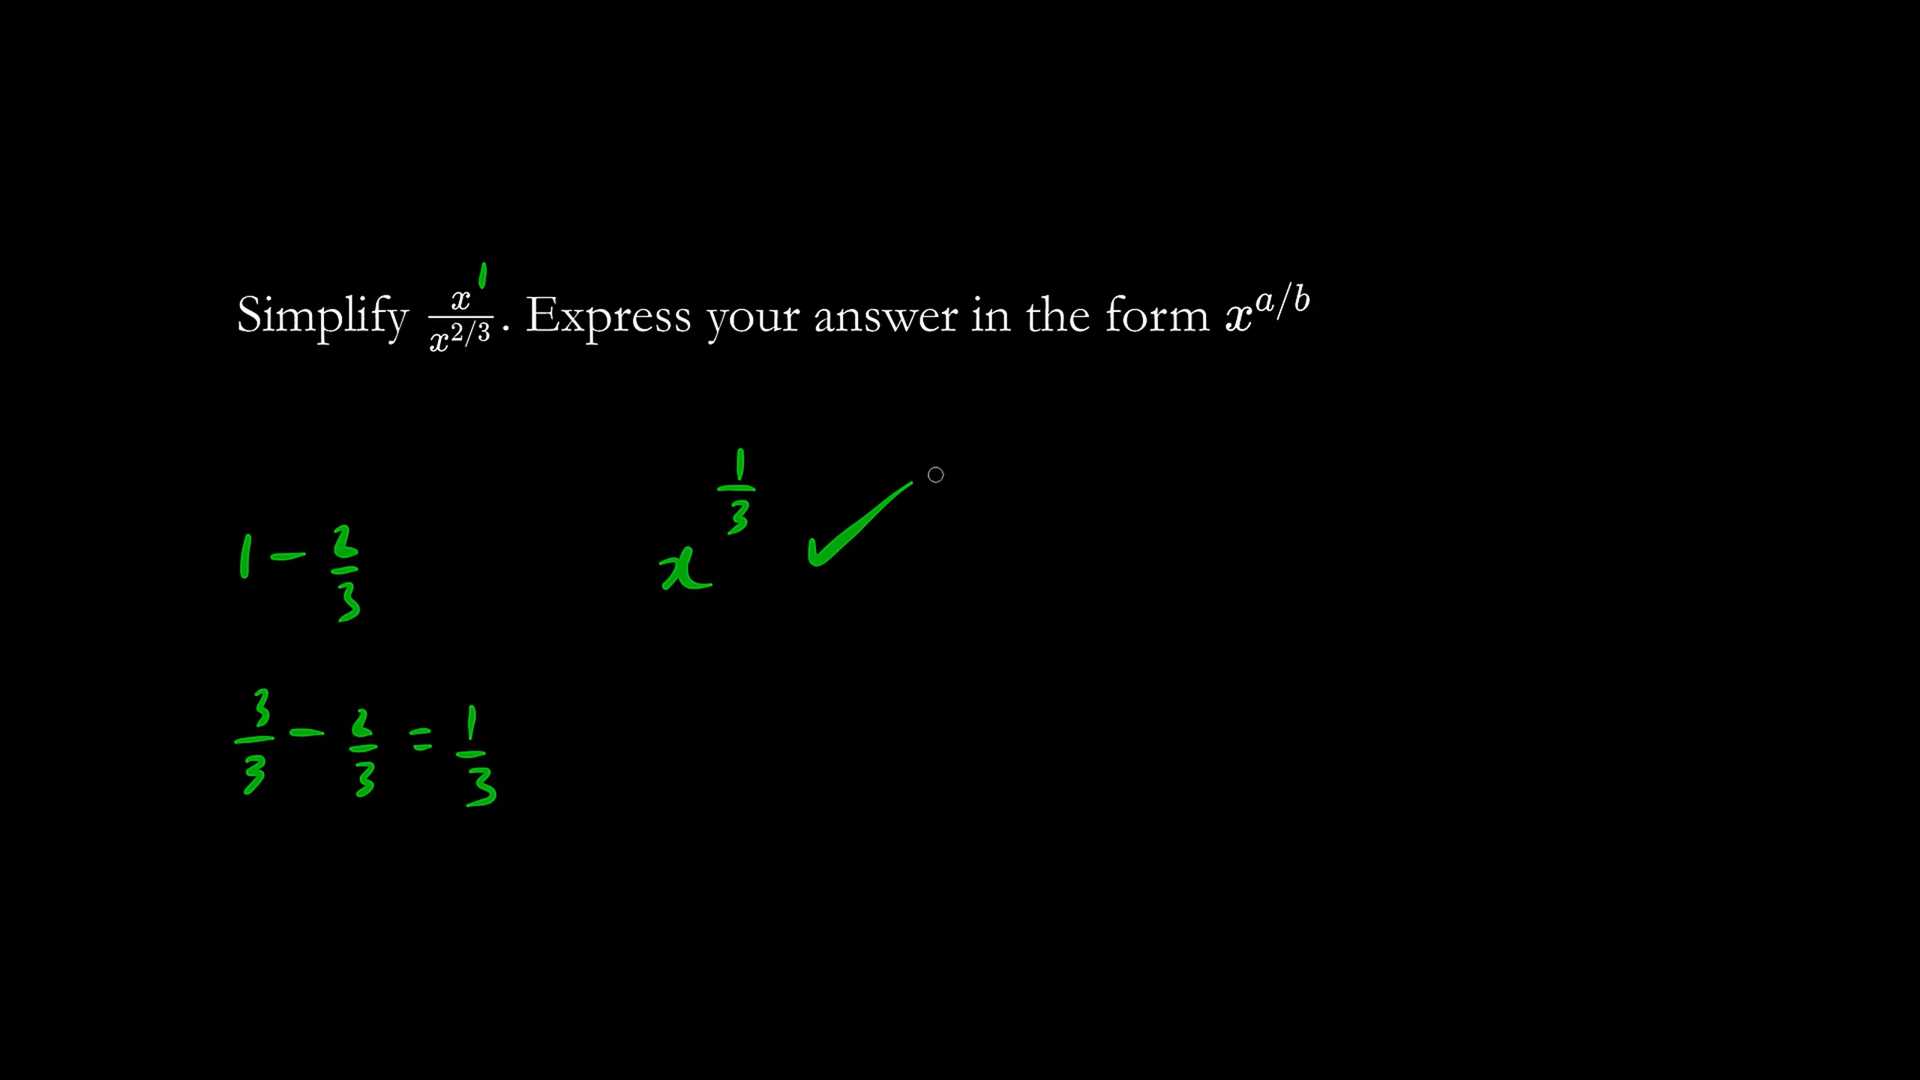 Simplify x^1/x^{2/3}. Express your answer in the form x^{a/b}
1 - 2/3
x^{1/3} ✓
3/3 - 2/3 = 1/3